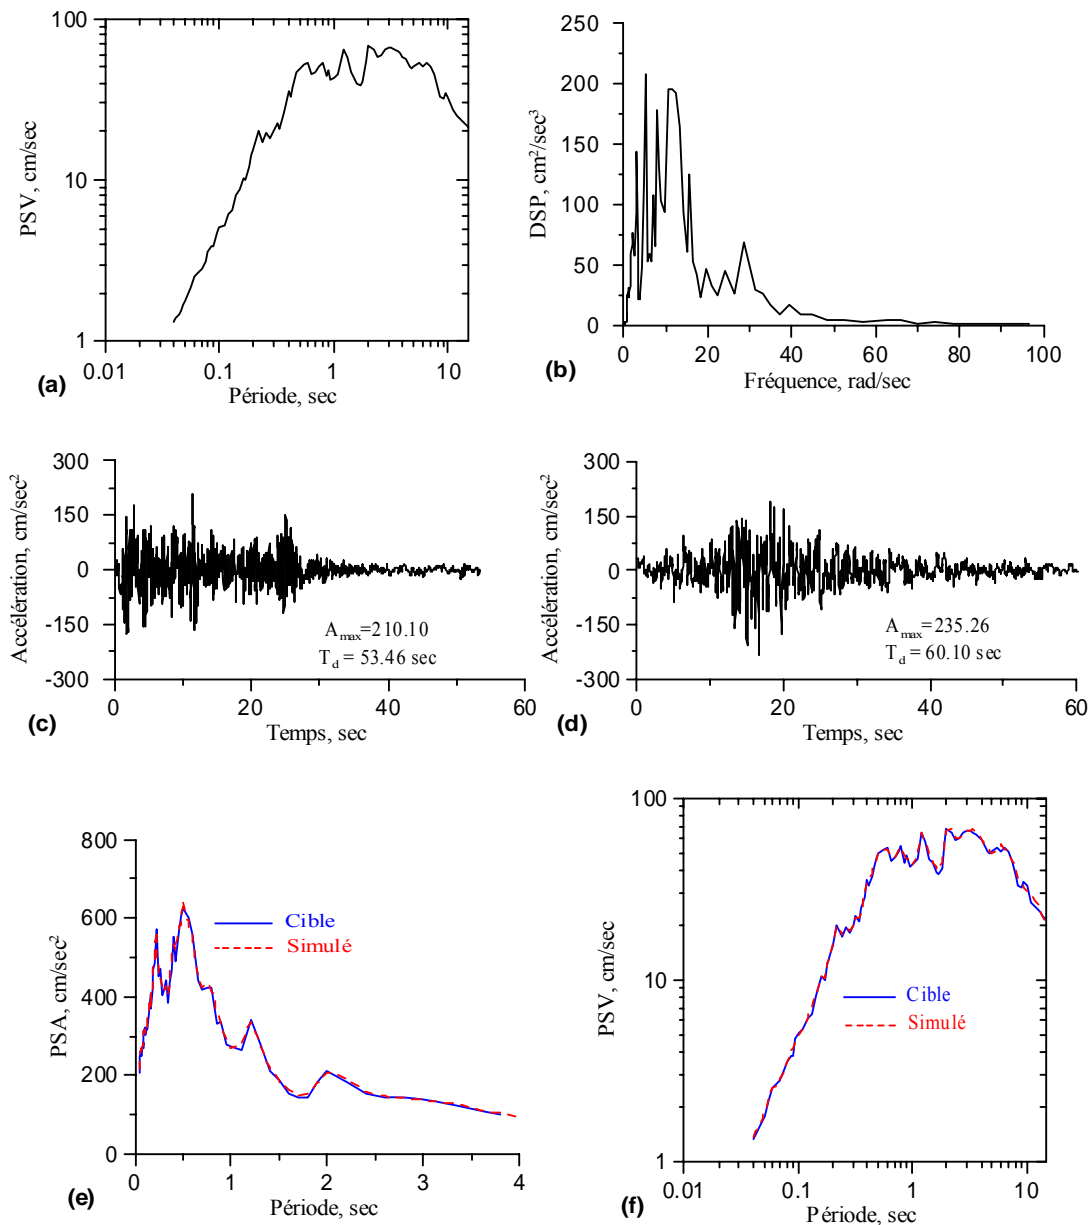 100
10
1
PSV, cm/sec
0.01
0.1
1
10
Période, sec
(a)
250
200
150
100
50
0
DSP, cm²/sec³
0
20
40
60
80
100
Fréquence, rad/sec
(b)
300
150
0
-150
-300
Accélération, cm/sec²
A_max=210.10
T_d = 53.46 sec
0
20
40
60
Temps, sec
(c)
300
150
0
-150
-300
Accélération, cm/sec²
A_max=235.26
T_d = 60.10 sec
0
20
40
60
Temps, sec
(d)
800
600
400
200
0
PSA, cm/sec²
Cible
Simulé
0
1
2
3
4
Période, sec
(e)
100
10
1
PSV, cm/sec
Cible
Simulé
0.01
0.1
1
10
Période, sec
(f)